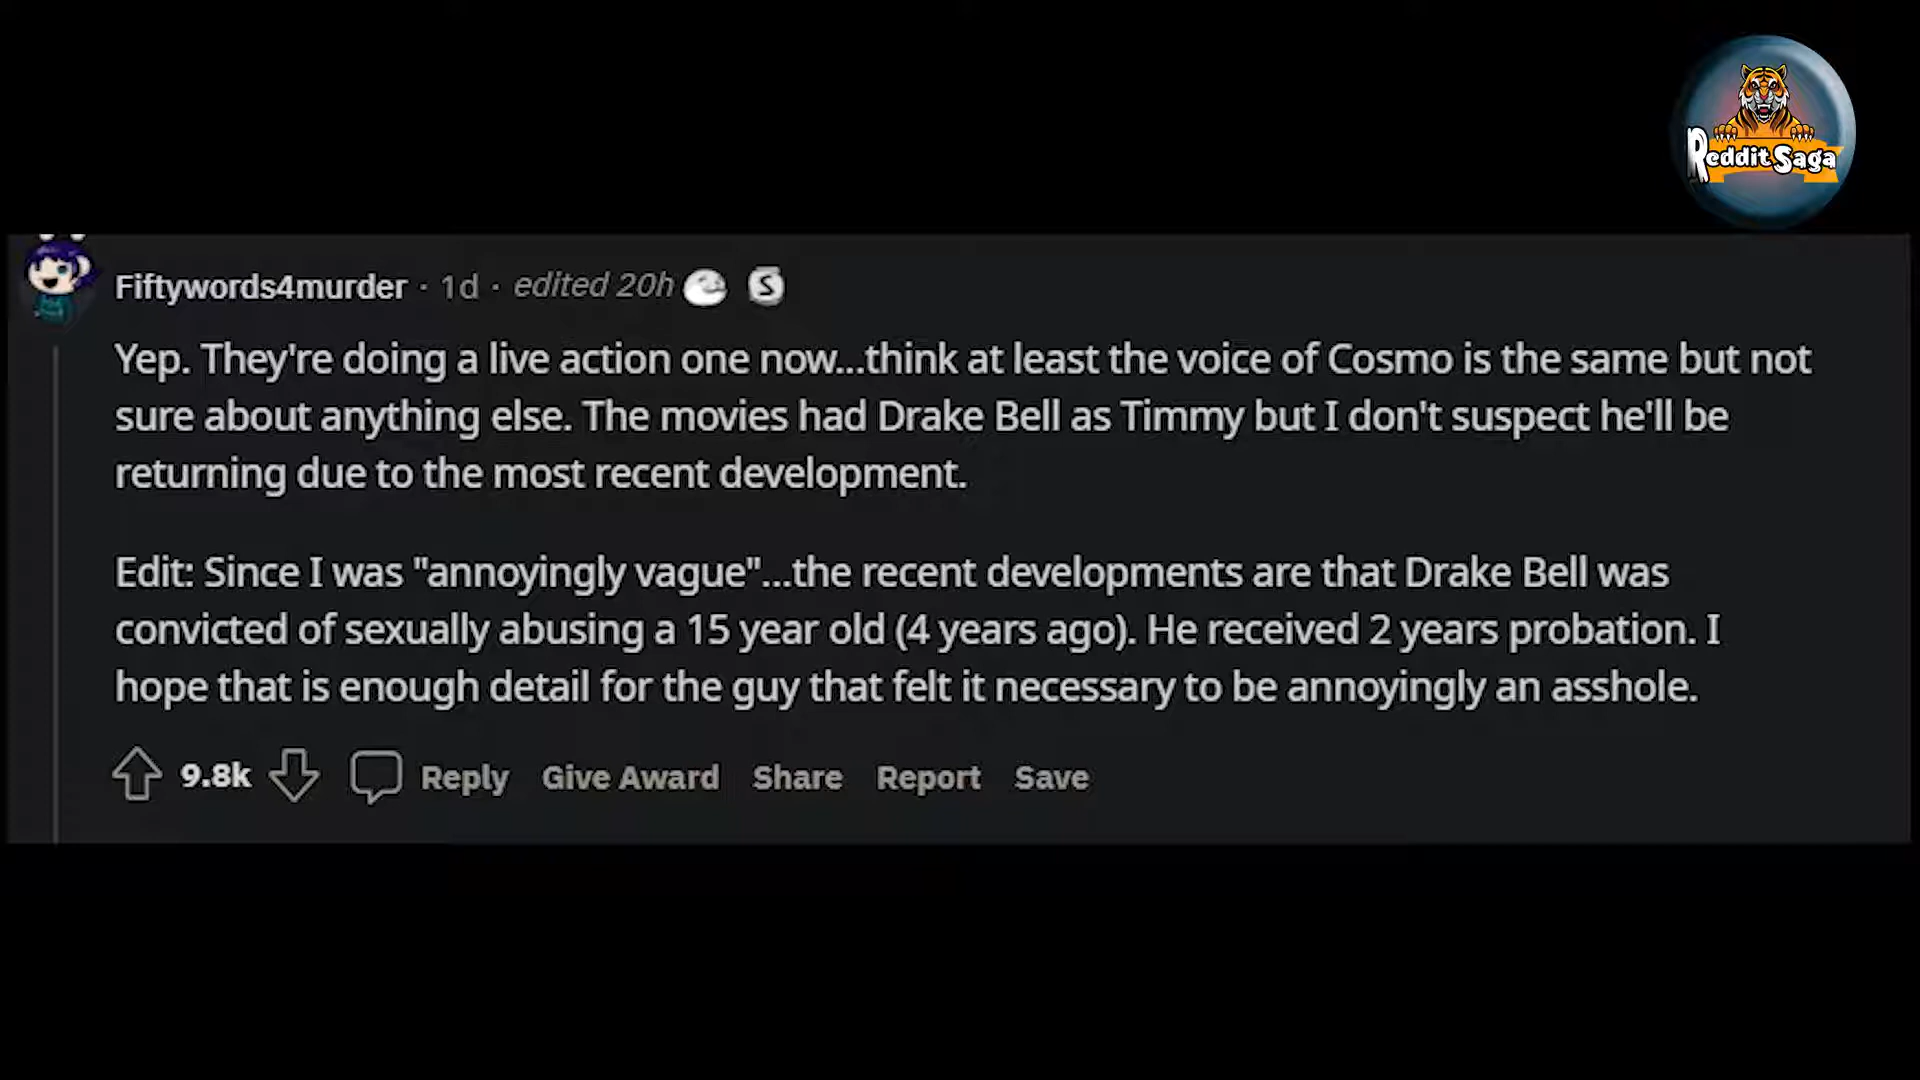 Reddit Saga
Fiftywords4murder · 1d · edited 20h S
Yep. They're doing a live action one now...think at least the voice of Cosmo is the same but not
sure about anything else. The movies had Drake Bell as Timmy but I don't suspect he'll be
returning due to the most recent development.
Edit: Since I was "annoyingly vague"...the recent developments are that Drake Bell was
convicted of sexually abusing a 15 year old (4 years ago). He received 2 years probation. I
hope that is enough detail for the guy that felt it necessary to be annoyingly an asshole.
9.8k Reply Give Award Share Report Save